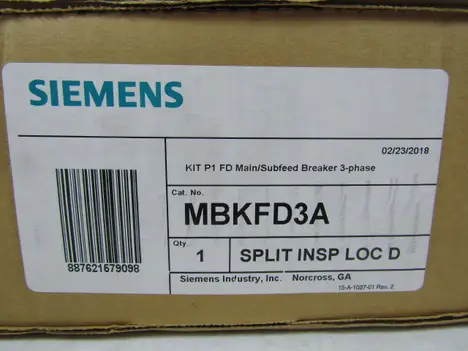 SIEMENS
02/23/2018
KIT P1 FD Main/Subfeed Breaker 3-phase
Cat. No.
MBKFD3A
Qty.
1 SPLIT INSP LOC D
887621579098
Siemens Industry, Inc. Norcross, GA
15-A-1027-01 Rev. 2